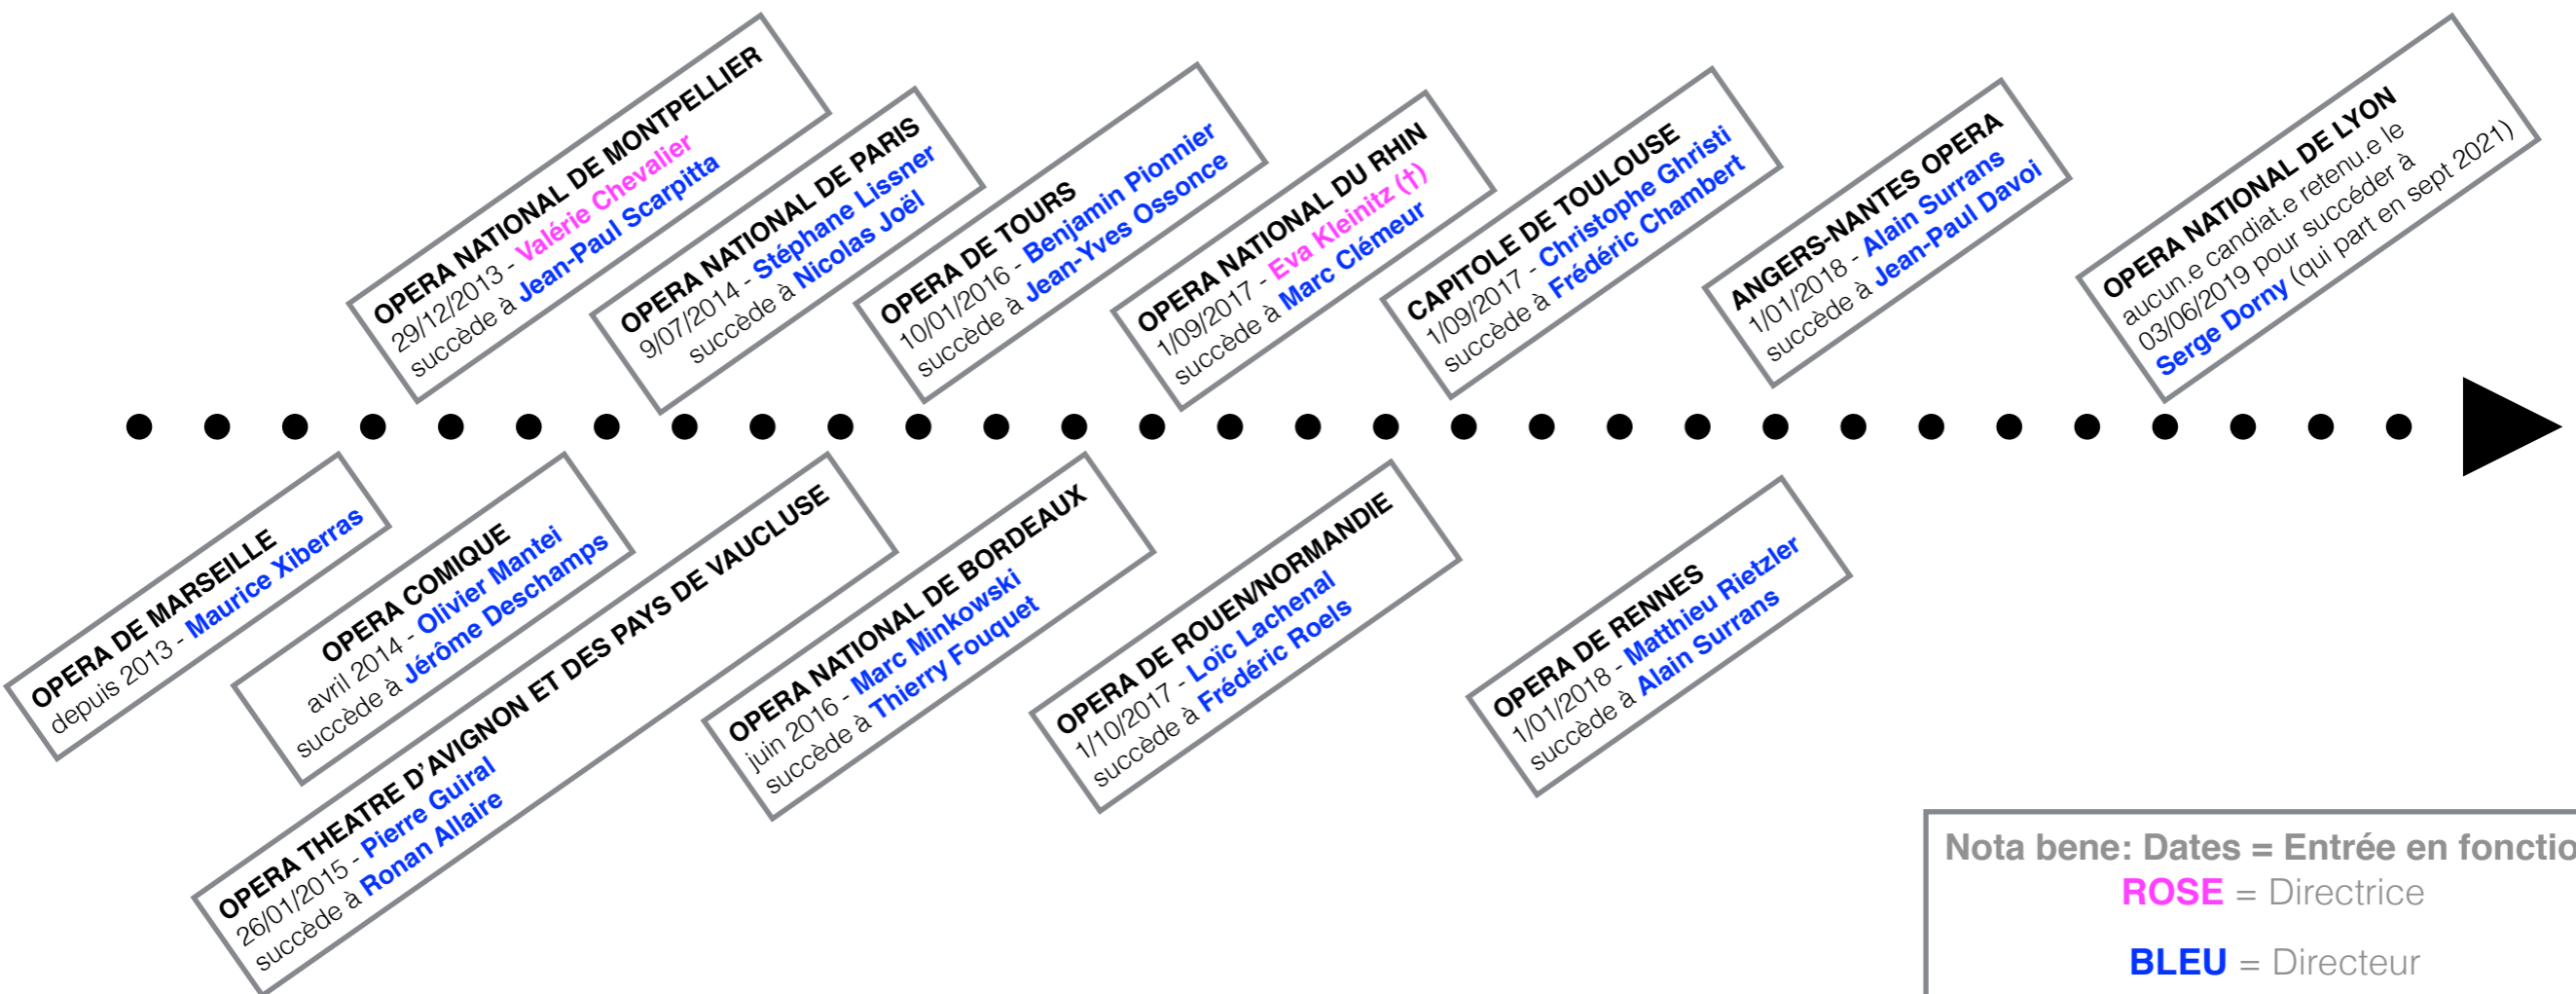 OPERA NATIONAL DE MONTPELLIER
29/12/2013 - Valérie Chevalier
succède à Jean-Paul Scarpitta
OPERA NATIONAL DE PARIS
9/07/2014 - Stéphane Lissner
succède à Nicolas Joël
OPERA DE TOURS
10/01/2016 - Benjamin Pionnier
succède à Jean-Yves Ossonce
OPERA NATIONAL DU RHIN
1/09/2017 - Eva Kleinitz (†)
succède à Marc Clémeur
CAPITOLE DE TOULOUSE
1/09/2017 - Christophe Ghristi
succède à Frédéric Chambert
ANGERS-NANTES OPERA
1/01/2018 - Alain Surrans
succède à Jean-Paul Davoi
OPERA NATIONAL DE LYON
aucun.e candiat.e retenu.e le
03/06/2019 pour succéder à
Serge Dorny (qui part en sept 2021)
OPERA DE MARSEILLE
depuis 2013 - Maurice Xiberras
OPERA COMIQUE
avril 2014 - Olivier Mantei
succède à Jérôme Deschamps
OPERA THEATRE D'AVIGNON ET DES PAYS DE VAUCLUSE
26/01/2015 - Pierre Guiral
succède à Ronan Allaire
OPERA NATIONAL DE BORDEAUX
juin 2016 - Marc Minkowski
succède à Thierry Fouquet
OPERA DE ROUEN/NORMANDIE
1/10/2017 - Loïc Lachenal
succède à Frédéric Roels
OPERA DE RENNES
1/01/2018 - Matthieu Rietzler
succède à Alain Surrans
Nota bene: Dates = Entrée en fonctio
ROSE = Directrice
BLEU = Directeur